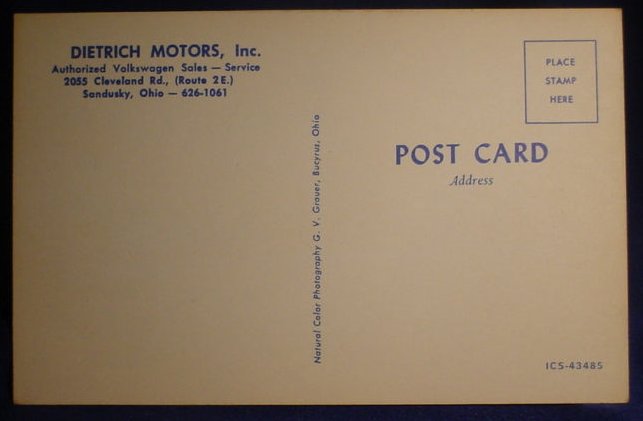 DIETRICH MOTORS, Inc.
Authorized Volkswagen Sales — Service
2055 Cleveland Rd., (Route 2E.)
Sandusky, Ohio — 626-1061
Natural Color Photography G. V. Grauer, Bucyrus, Ohio
PLACE
STAMP
HERE
POST CARD
Address
ICS-43485